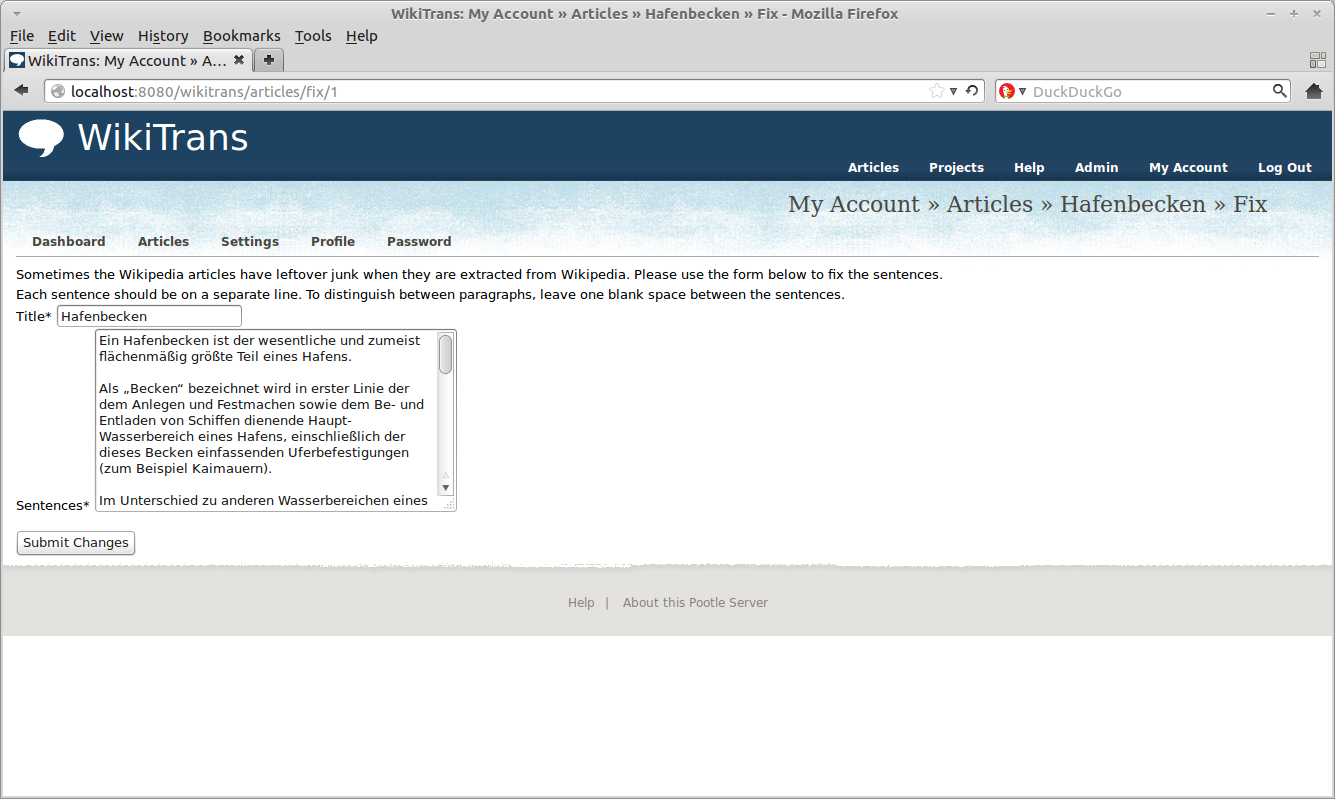 WikiTrans: My Account » Articles » Hafenbecken » Fix - Mozilla Firefox
File Edit View History Bookmarks Tools Help
WikiTrans: My Account » A...
localhost:8080/wikitrans/articles/fix/1
DuckDuckGo
WikiTrans
Articles Projects Help Admin My Account Log Out
My Account » Articles » Hafenbecken » Fix
Dashboard Articles Settings Profile Password
Sometimes the Wikipedia articles have leftover junk when they are extracted from Wikipedia. Please use the form below to fix the sentences.
Each sentence should be on a separate line. To distinguish between paragraphs, leave one blank space between the sentences.
Title* Hafenbecken
Ein Hafenbecken ist der wesentliche und zumeist
flächenmäßig größte Teil eines Hafens.
Als „Becken“ bezeichnet wird in erster Linie der
dem Anlegen und Festmachen sowie dem Be- und
Entladen von Schiffen dienende Haupt-
Wasserbereich eines Hafens, einschließlich der
dieses Becken einfassenden Uferbefestigungen
(zum Beispiel Kaimauern).
Im Unterschied zu anderen Wasserbereichen eines
Sentences*
Submit Changes
Help | About this Pootle Server